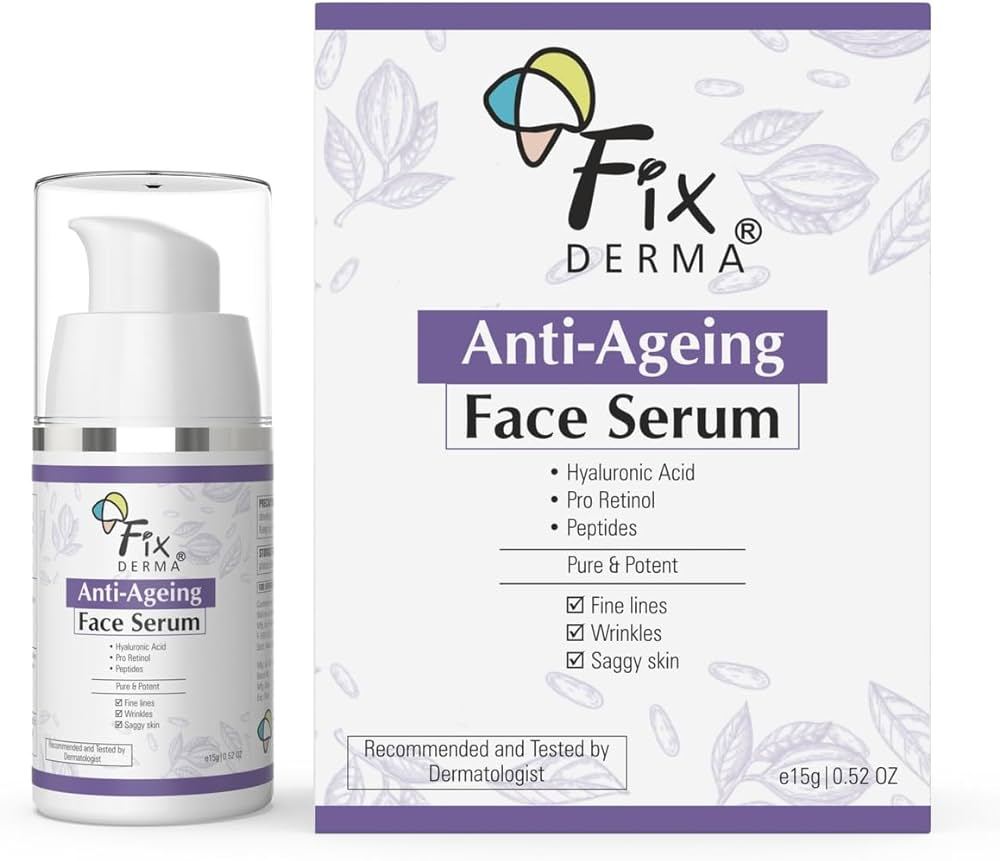 Fix
DERMA®
Anti-Ageing
Face Serum
• Hyaluronic Acid
• Pro Retinol
• Peptides
Pure & Potent
☑ Fine lines
☑ Wrinkles
☑ Saggy skin
Recommended and Tested by
Dermatologist
e15g|0.52 OZ
Fix
DERMA®
Anti-Ageing
Face Serum
• Hyaluronic Acid
• Pro Retinol
• Peptides
Pure & Potent
☑ Fine lines
☑ Wrinkles
☑ Saggy skin
Recommended and Tested by
Dermatologist
e15g|0.52 OZ